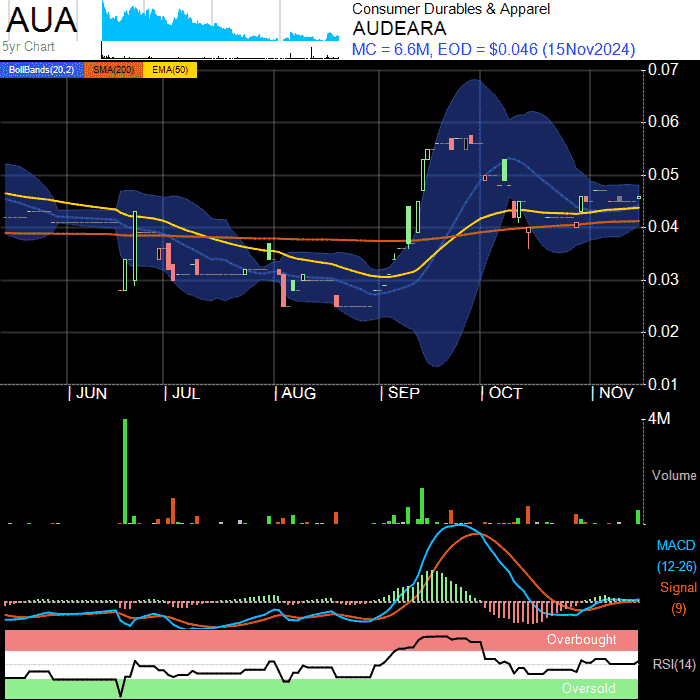 AUA
5yr Chart
Consumer Durables & Apparel
AUDEARA
MC = 6.6M, EOD = $0.046 (15Nov2024)
BollBands(20,2) SMA(200) EMA(50)
0.07
0.06
0.05
0.04
0.03
0.02
0.01
| JUN | JUL | AUG | SEP | OCT | NOV
4M
Volume
MACD
(12-26)
Signal
(9)
Overbought
RSI(14)
Oversold